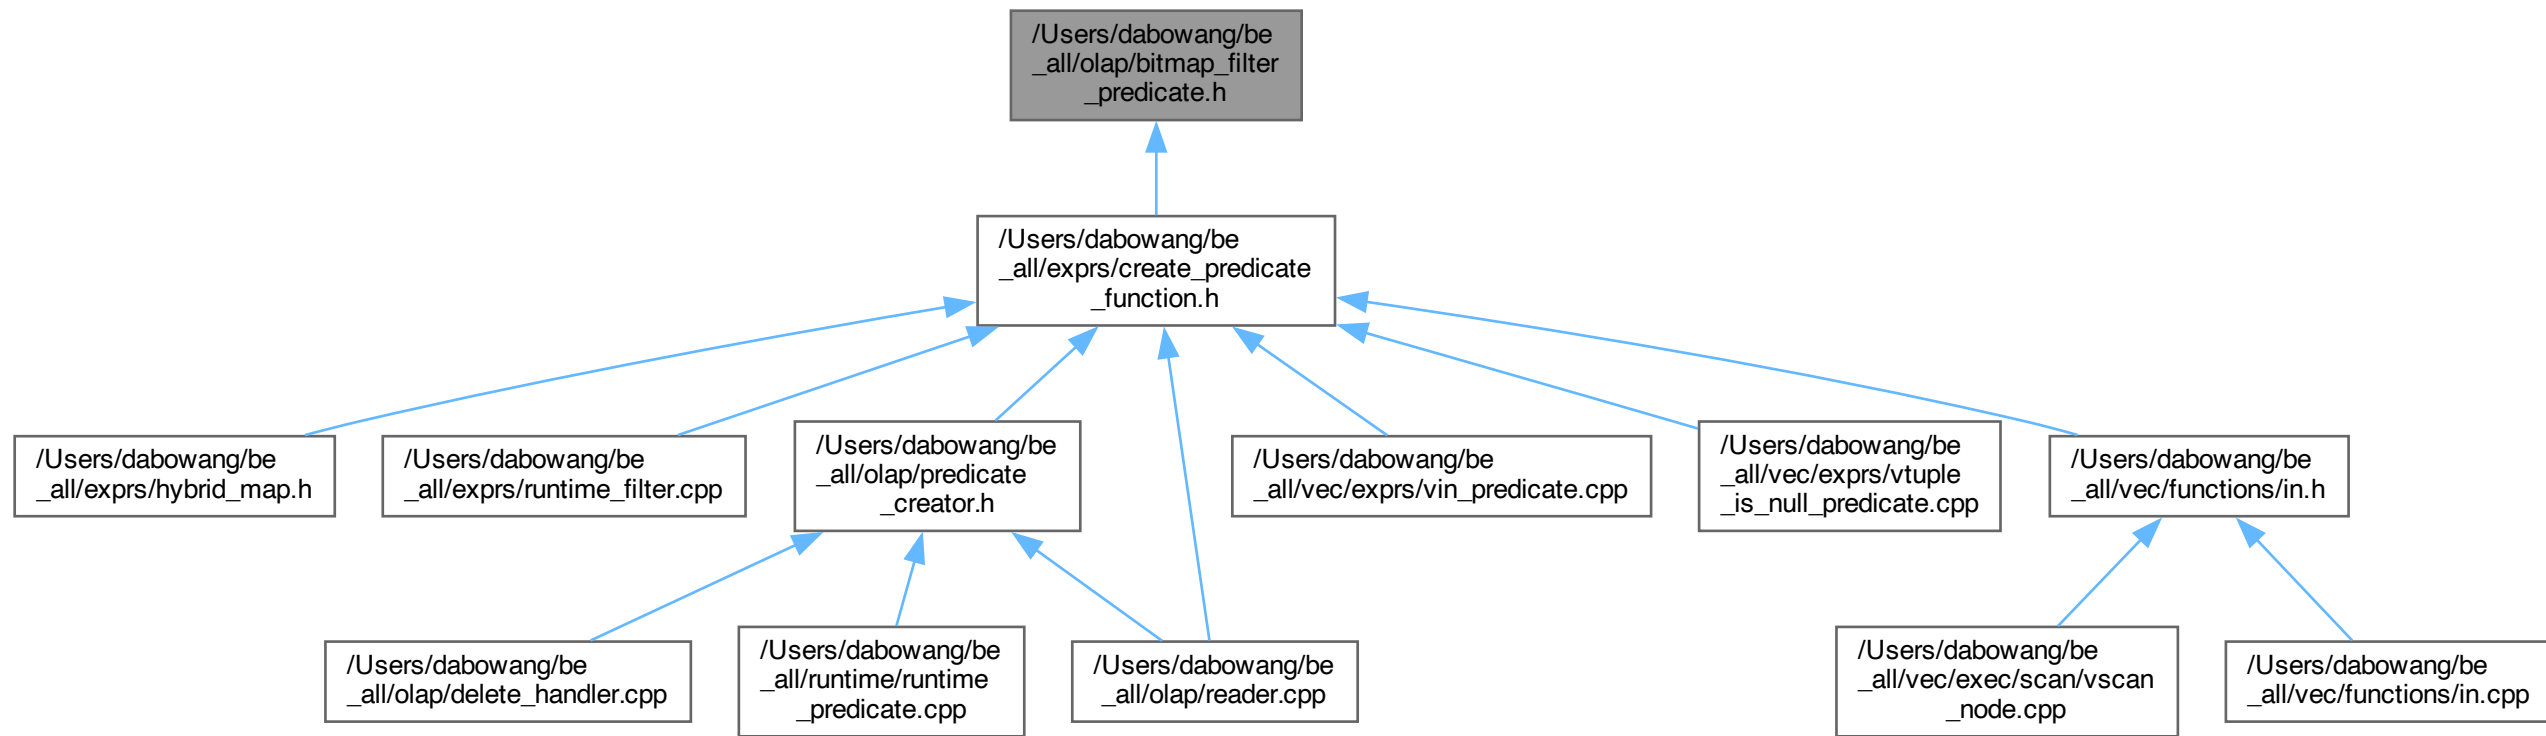 /Users/dabowang/be
_all/olap/bitmap_filter
_predicate.h
/Users/dabowang/be
_all/exprs/create_predicate
_function.h
/Users/dabowang/be
_all/exprs/hybrid_map.h
/Users/dabowang/be
_all/exprs/runtime_filter.cpp
/Users/dabowang/be
_all/olap/predicate
_creator.h
/Users/dabowang/be
_all/vec/exprs/vin_predicate.cpp
/Users/dabowang/be
_all/vec/exprs/vtuple
_is_null_predicate.cpp
/Users/dabowang/be
_all/vec/functions/in.h
/Users/dabowang/be
_all/olap/delete_handler.cpp
/Users/dabowang/be
_all/runtime/runtime
_predicate.cpp
/Users/dabowang/be
_all/olap/reader.cpp
/Users/dabowang/be
_all/vec/exec/scan/vscan
_node.cpp
/Users/dabowang/be
_all/vec/functions/in.cpp